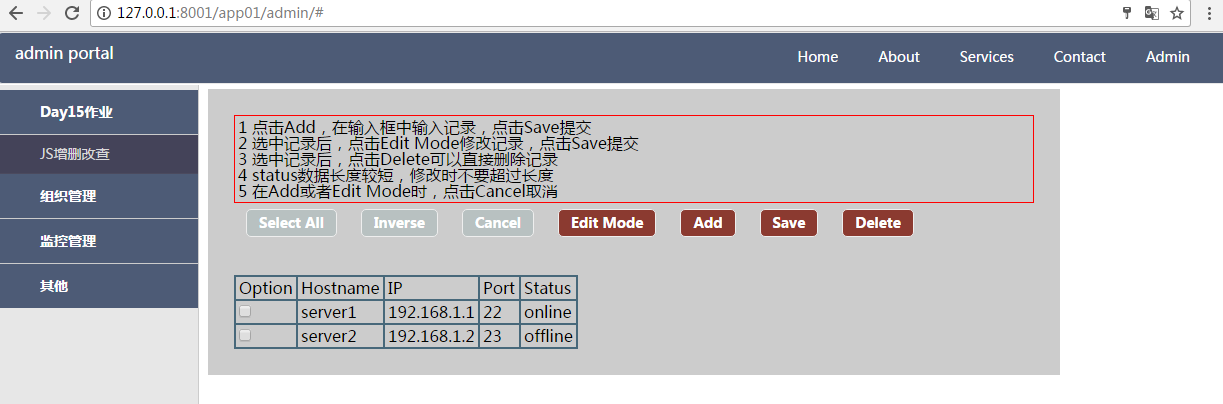 127.0.0.1:8001/app01/admin/#
admin portal
Home
About
Services
Contact
Admin
Day15作业
JS增删改查
组织管理
监控管理
其他
1 点击Add，在输入框中输入记录，点击Save提交
2 选中记录后，点击Edit Mode修改记录，点击Save提交
3 选中记录后，点击Delete可以直接删除记录
4 status数据长度较短，修改时不要超过长度
5 在Add或者Edit Mode时，点击Cancel取消
Select All
Inverse
Cancel
Edit Mode
Add
Save
Delete
Option Hostname IP Port Status
server1 192.168.1.1 22 online
server2 192.168.1.2 23 offline